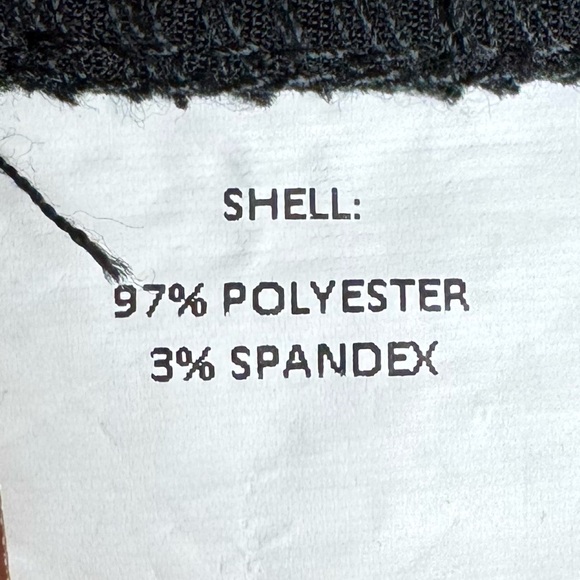 SHELL:
97% POLYESTER
3% SPANDEX